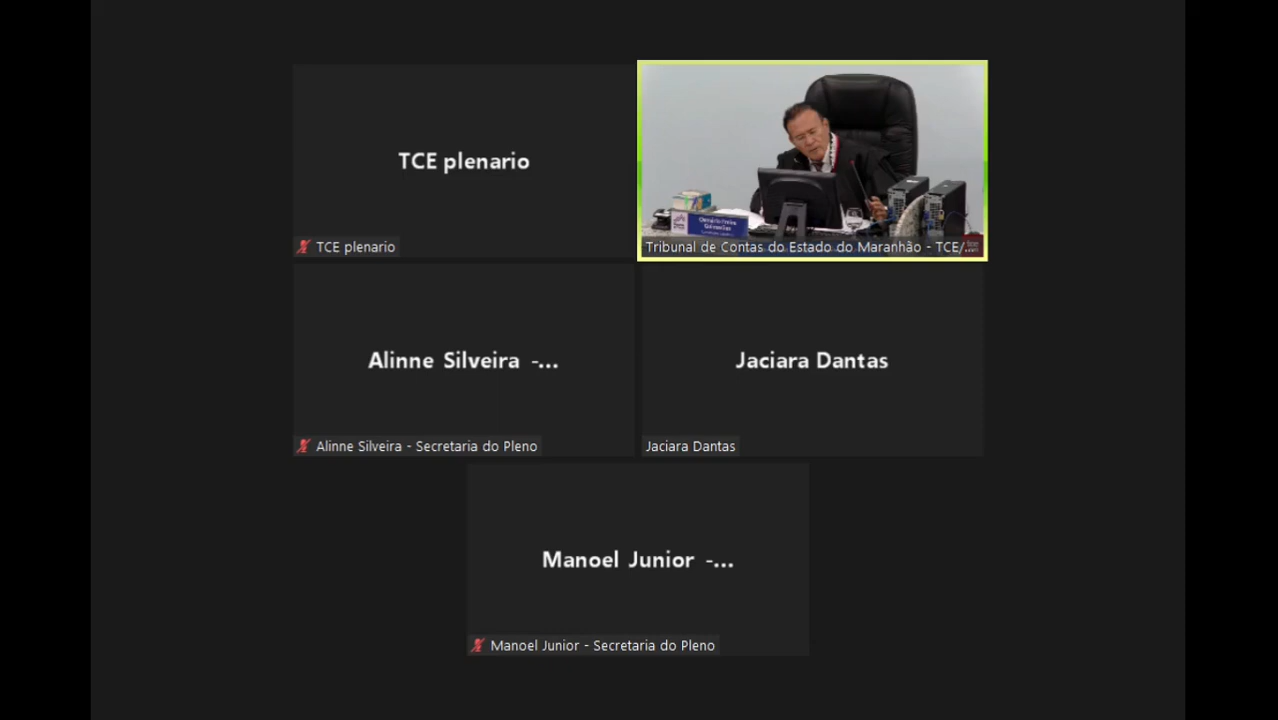 TCE plenario
TCE plenario
Tribunal de Contas do Estado do Maranhão - TCE/
Alinne Silveira -...
Jaciara Dantas
Alinne Silveira - Secretaria do Pleno
Jaciara Dantas
Manoel Junior -...
Manoel Junior - Secretaria do Pleno